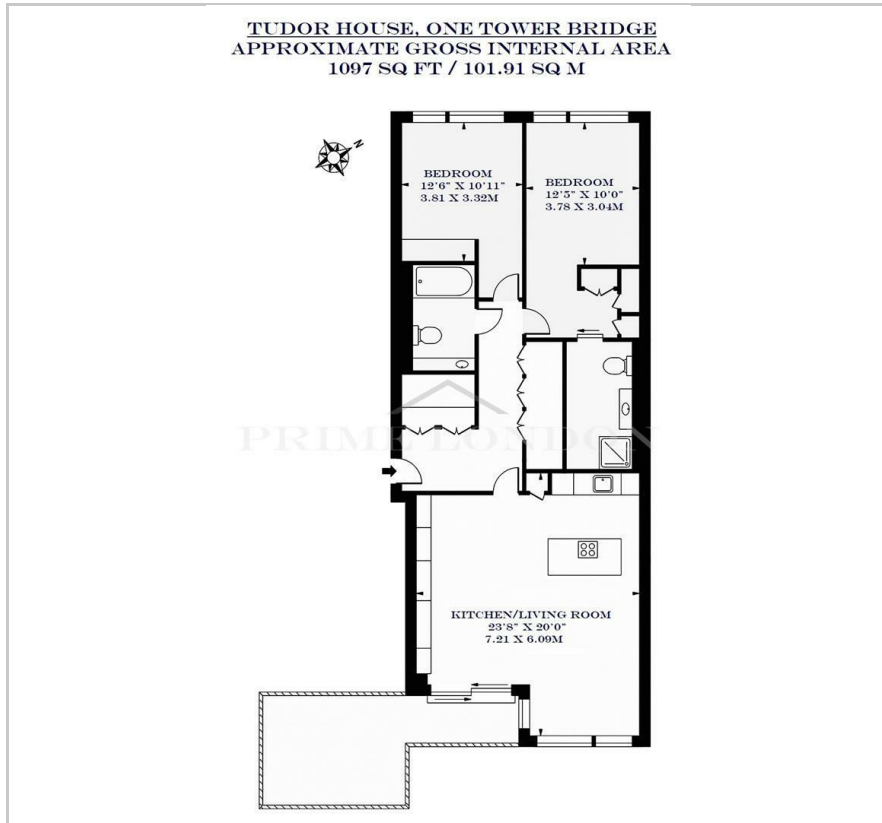 TUDOR HOUSE, ONE TOWER BRIDGE
APPROXIMATE GROSS INTERNAL AREA
1097 SQ FT / 101.91 SQ M
N
BEDROOM
12'6" X 10'11"
3.81 X 3.32M
BEDROOM
12'5" X 10'0"
3.78 X 3.04M
PRIME LONDON
KITCHEN/LIVING ROOM
23'8" X 20'0"
7.21 X 6.09M